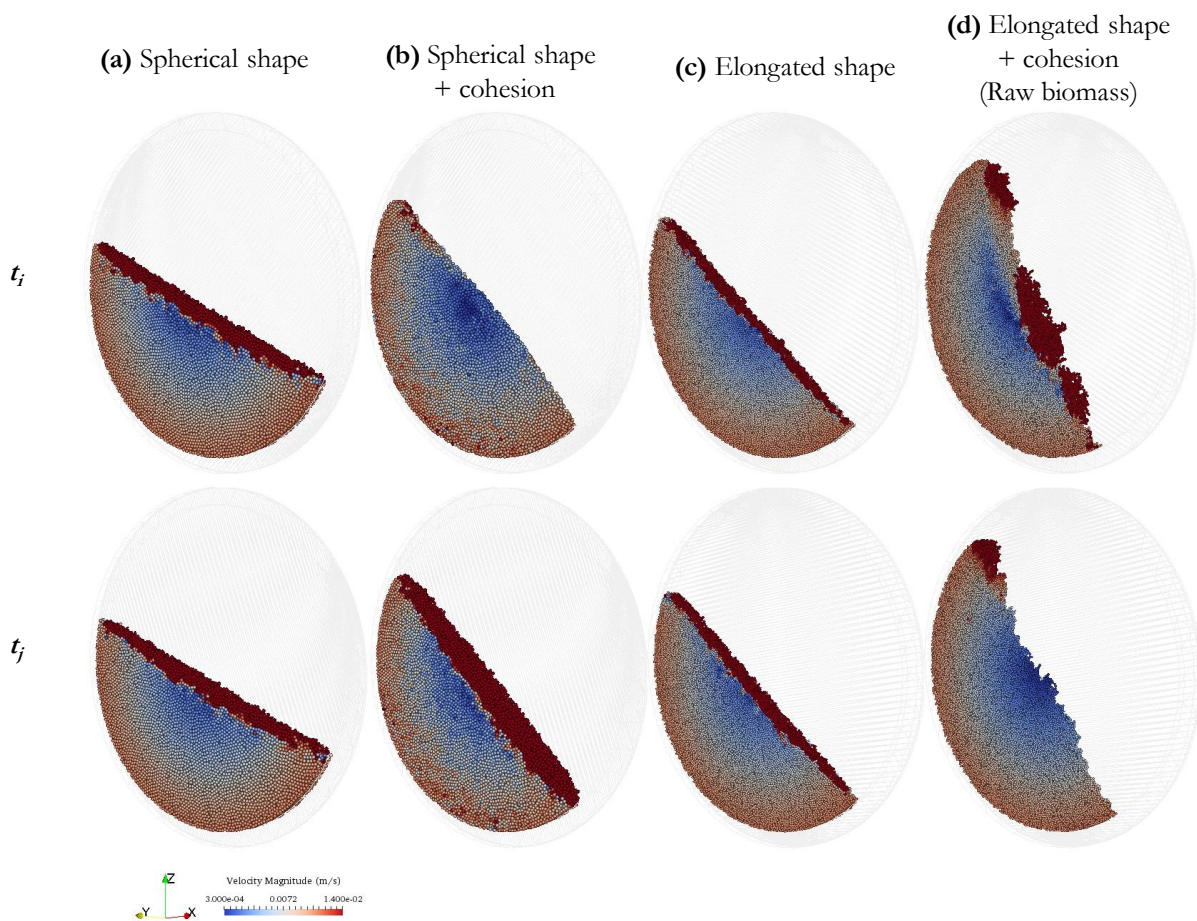 (a) Spherical shape
(b) Spherical shape
+ cohesion
(c) Elongated shape
(d) Elongated shape
+ cohesion
(Raw biomass)
t_i
t_j
Z
Y
X
Velocity Magnitude (m/s)
3.000e-04 0.0072 1.400e-02